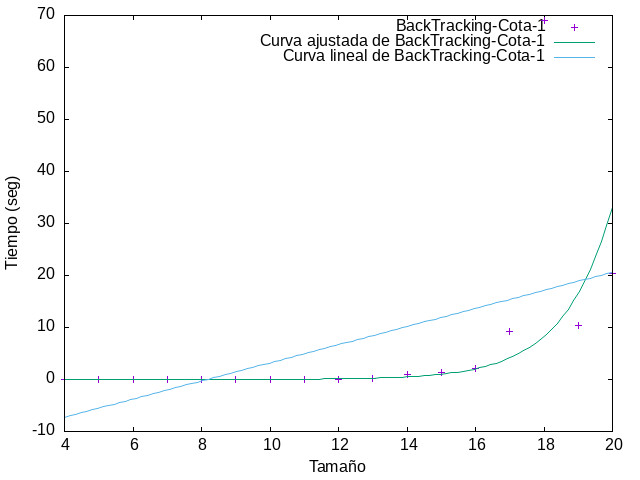 70
60
50
40
30
20
10
0
-10
4 6 8 10 12 14 16 18 20
Tiempo (seg)
Tamaño
BackTracking-Cota-1
Curva ajustada de BackTracking-Cota-1
Curva lineal de BackTracking-Cota-1